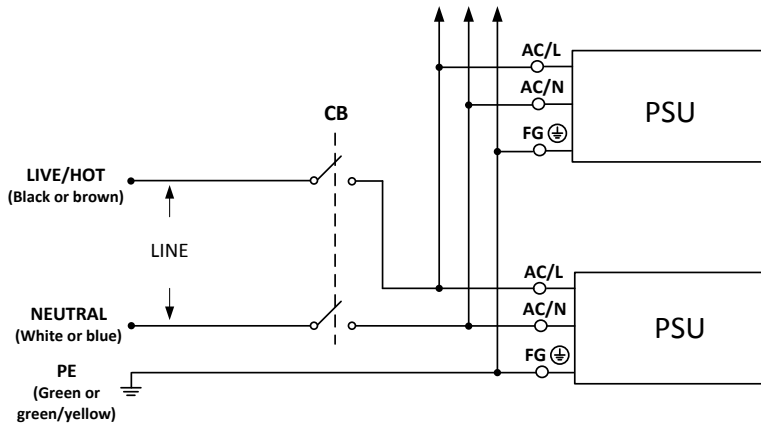 AC/L
AC/N
PSU
FG
CB
LIVE/HOT
(Black or brown)
LINE
AC/L
NEUTRAL
(White or blue)
AC/N
PSU
FG
PE
(Green or
green/yellow)